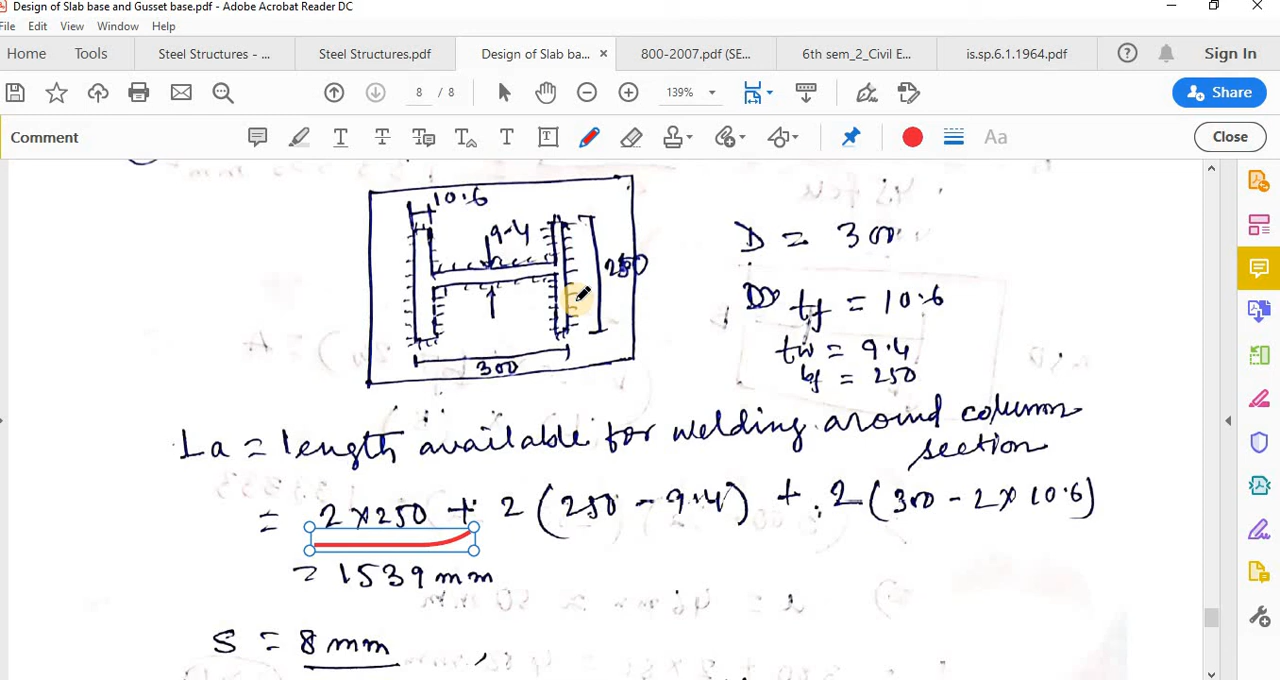 Design of Slab base and Gusset base.pdf - Adobe Acrobat Reader DC
File Edit View Window Help
Home Tools Steel Structures - ... Steel Structures.pdf Design of Slab ba... × 800-2007.pdf (SE... 6th sem_2_Civil E... is.sp.6.1.1964.pdf Sign In
8 / 8 139% Share
Comment Aa Close
10.6
9.4
250
300
D = 300
tf = 10.6
tw = 9.4
bf = 250
La = length available for welding around column
section
= 2×250 + 2(250 - 9.4) + 2(300 - 2×10.6)
= 1539mm
S = 8mm